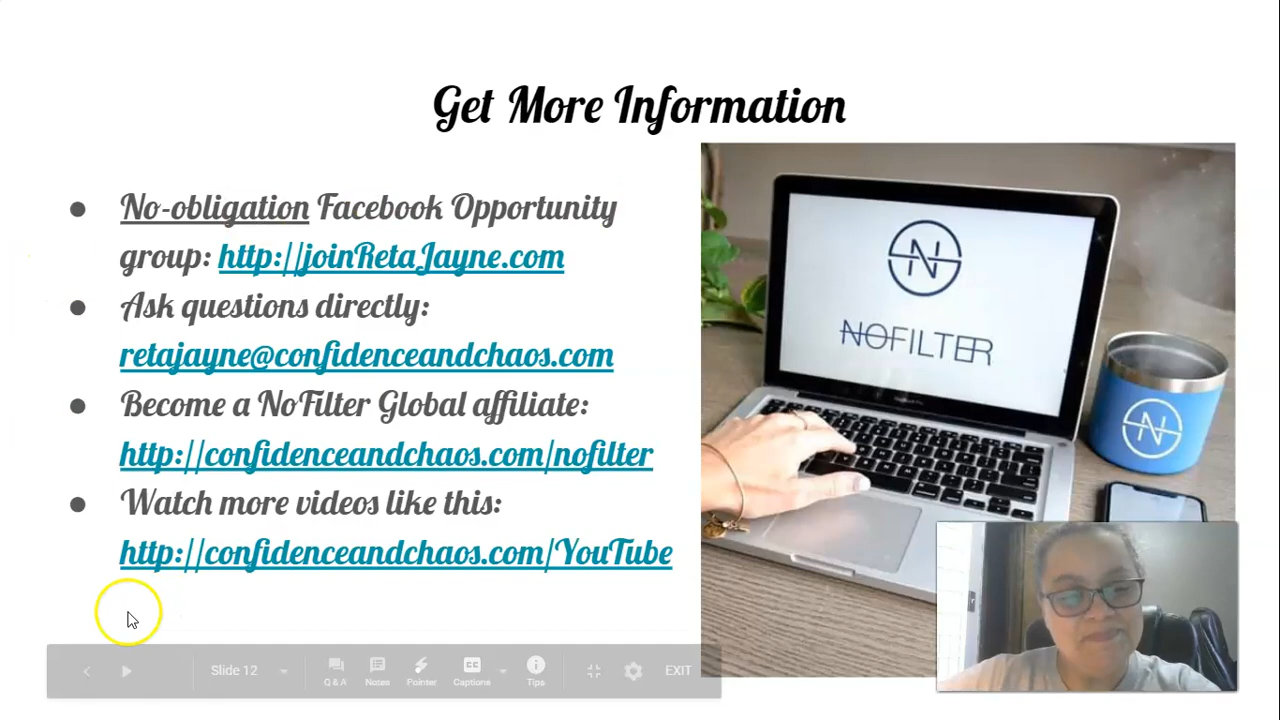 Get More Information
● No-obligation Facebook Opportunity
group: http://joinRetaJayne.com
● Ask questions directly:
retajayne@confidenceandchaos.com
● Become a NoFilter Global affiliate:
http://confidenceandchaos.com/nofilter
● Watch more videos like this:
http://confidenceandchaos.com/YouTube
N
NOFILTER
N
Slide 12
Q & A
Notes
Pointer
Captions
Tips
EXIT